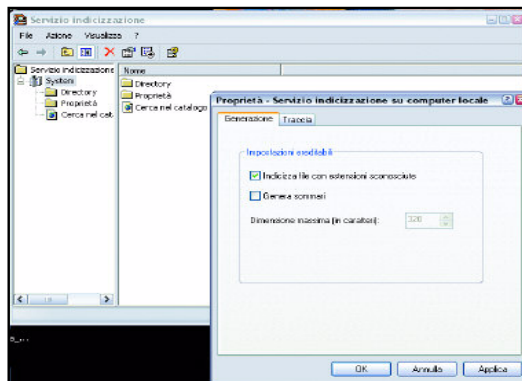 Servizio indicizzazione
File Azione Visualizza ?
Servizio indicizzazione
System
Directory
Proprietà
Cerca nel cat
Nome
Directory
Proprietà
Cerca nel catalogo
Proprietà - Servizio indicizzazione su computer locale
Generazione Traccia
Impostazioni ereditabili
Indicizza file con estensioni sconosciute
Genera sommari
Dimensione massima (in caratteri): 320
OK Annulla Applica